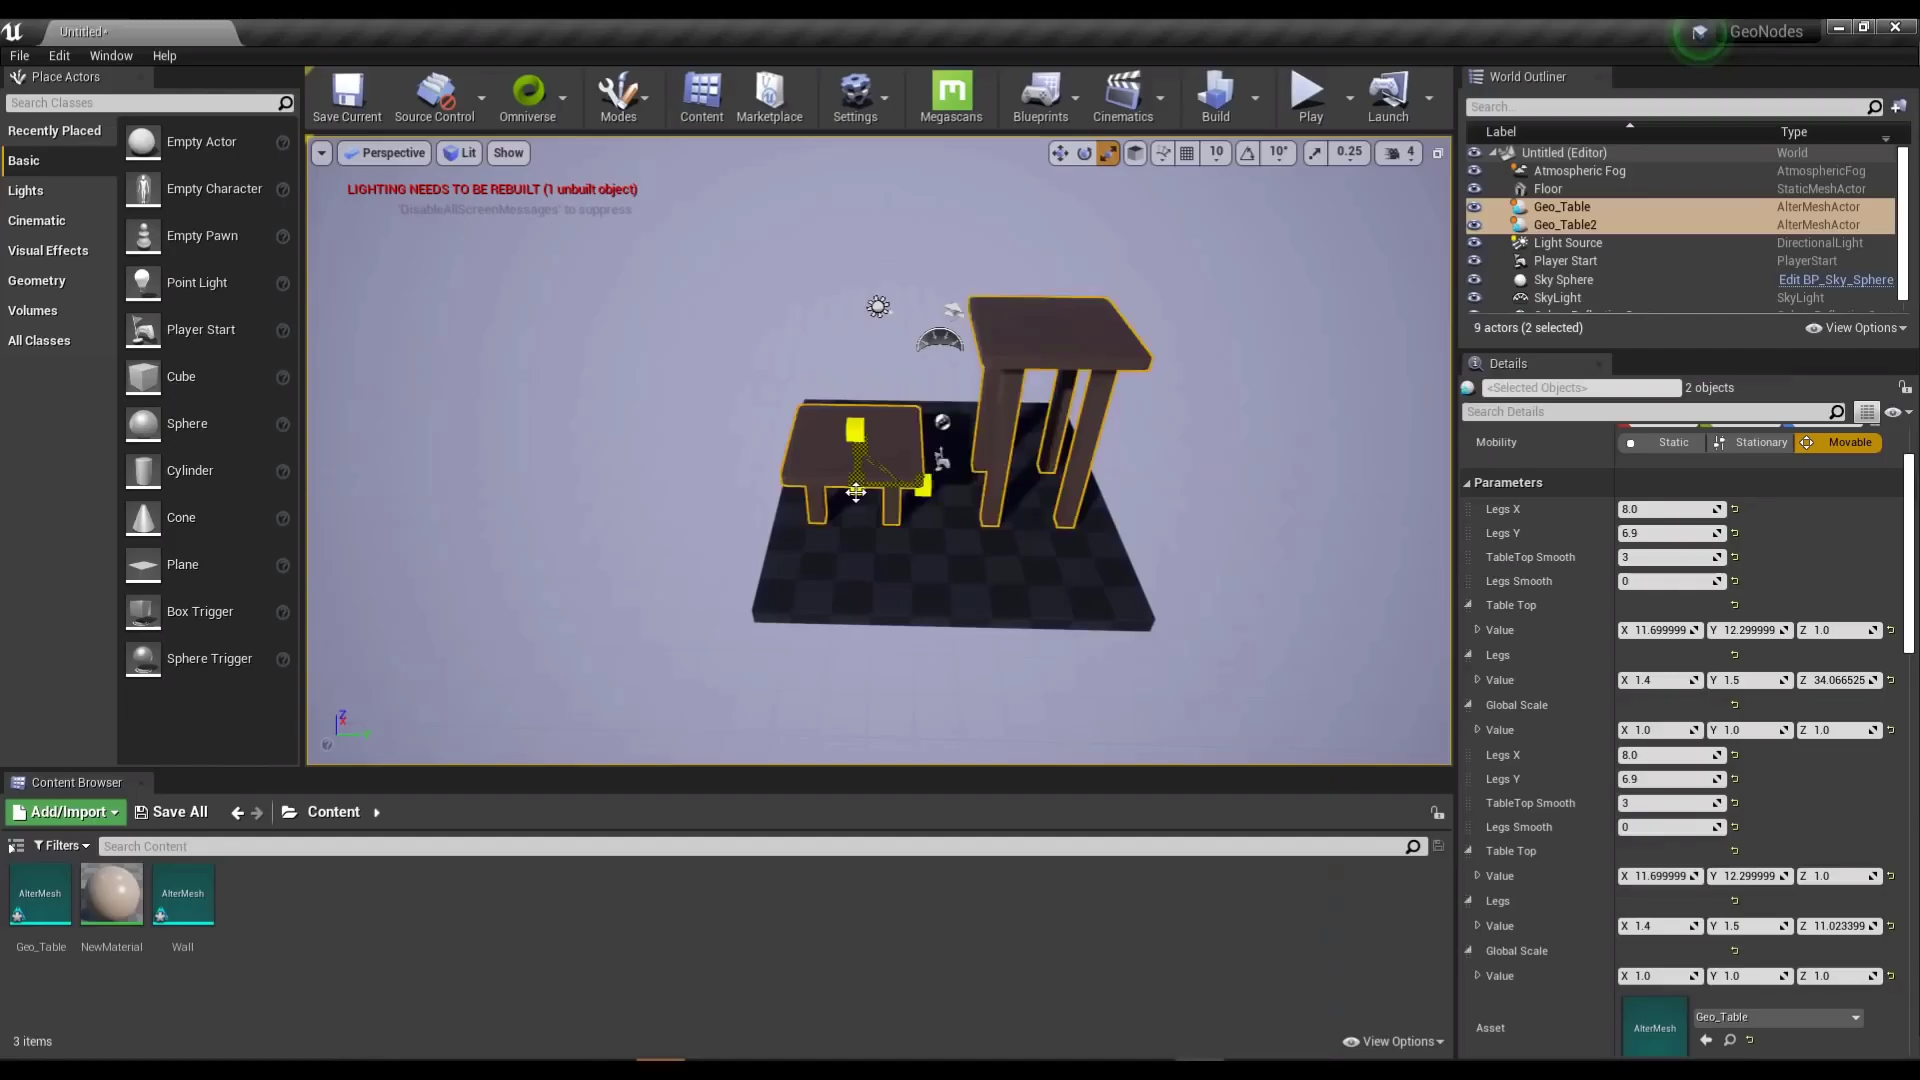 Untitled*
GeoNodes
File Edit Window Help
Place Actors
Search Classes
Recently Placed
Basic
Lights
Cinematic
Visual Effects
Geometry
Volumes
All Classes
Empty Actor
Empty Character
Empty Pawn
Point Light
Player Start
Cube
Sphere
Cylinder
Cone
Plane
Box Trigger
Sphere Trigger
Save Current Source Control Omniverse Modes Content Marketplace Settings Megascans Blueprints Cinematics Build Play Launch
Perspective Lit Show
10 10° 0.25 4
LIGHTING NEEDS TO BE REBUILT (1 unbuilt object)
'DisableAllScreenMessages' to suppress
Z
X
World Outliner
Search...
Label Type
Untitled (Editor) World
Atmospheric Fog AtmosphericFog
Floor StaticMeshActor
Geo_Table AlterMeshActor
Geo_Table2 AlterMeshActor
Light Source DirectionalLight
Player Start PlayerStart
Sky Sphere Edit BP_Sky_Sphere
SkyLight SkyLight
9 actors (2 selected) View Options
Details
<Selected Objects> 2 objects
Search Details
Mobility Static Stationary Movable
Parameters
Legs X 8.0
Legs Y 6.9
TableTop Smooth 3
Legs Smooth 0
Table Top
Value X 11.699999 Y 12.299999 Z 1.0
Legs
Value X 1.4 Y 1.5 Z 34.066525
Global Scale
Value X 1.0 Y 1.0 Z 1.0
Legs X 8.0
Legs Y 6.9
TableTop Smooth 3
Legs Smooth 0
Table Top
Value X 11.699999 Y 12.299999 Z 1.0
Legs
Value X 1.4 Y 1.5 Z 11.023399
Global Scale
Value X 1.0 Y 1.0 Z 1.0
Asset AlterMesh Geo_Table
Content Browser
Add/Import Save All Content
Filters Search Content
AlterMesh AlterMesh
Geo_Table NewMaterial Wall
3 items View Options